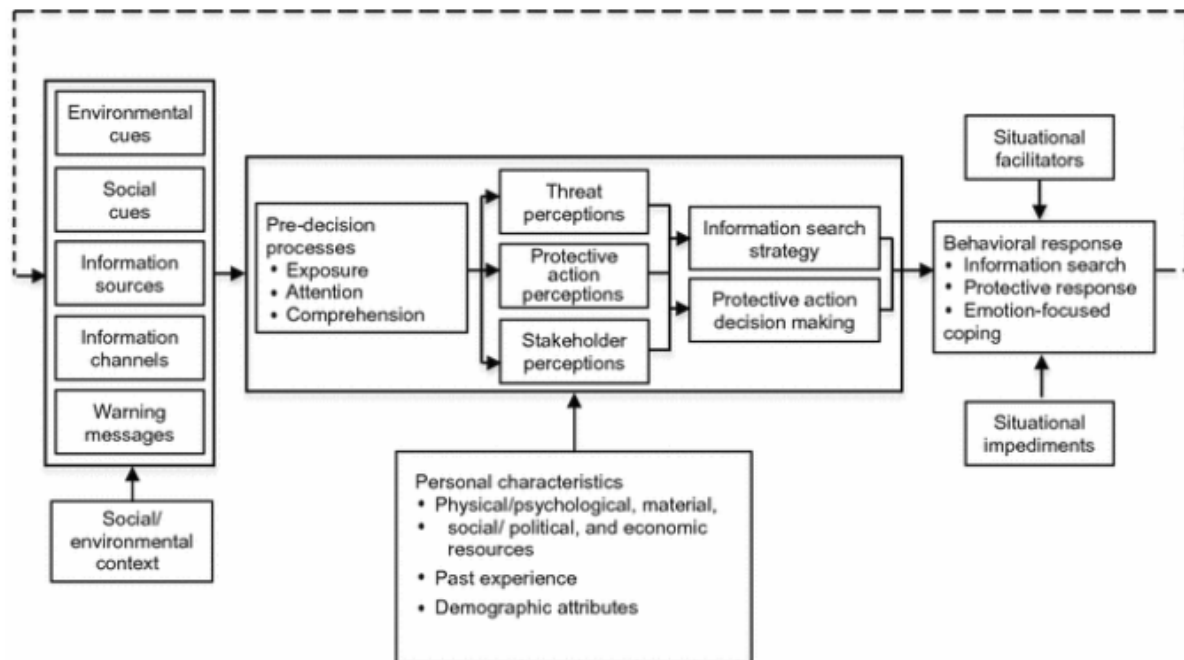 Environmental
cues
Social
cues
Information
sources
Information
channels
Warning
messages
Social/
environmental
context
Pre-decision
processes
• Exposure
• Attention
• Comprehension
Threat
perceptions
Protective
action
perceptions
Stakeholder
perceptions
Information search
strategy
Protective action
decision making
Personal characteristics
• Physical/psychological, material,
• social/ political, and economic
resources
• Past experience
• Demographic attributes
Situational
facilitators
Behavioral response
• Information search
• Protective response
• Emotion-focused
coping
Situational
impediments